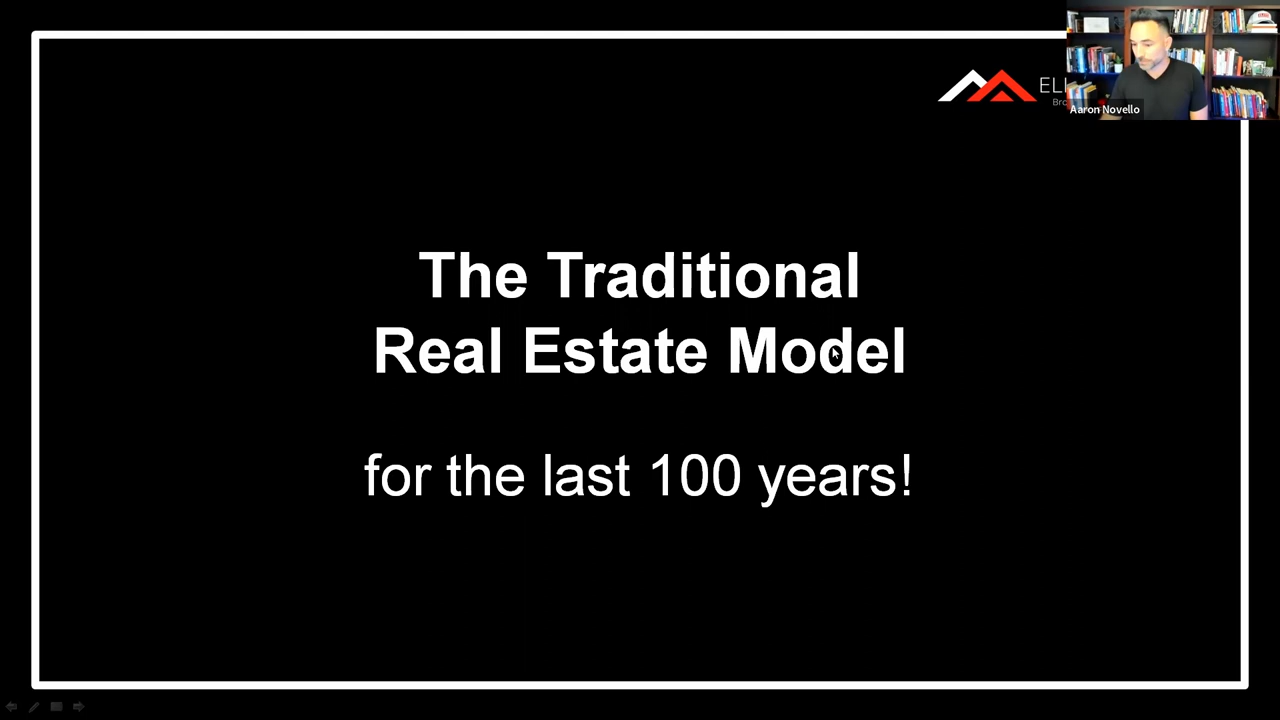 The Traditional
Real Estate Model
for the last 100 years!
Aaron Novello